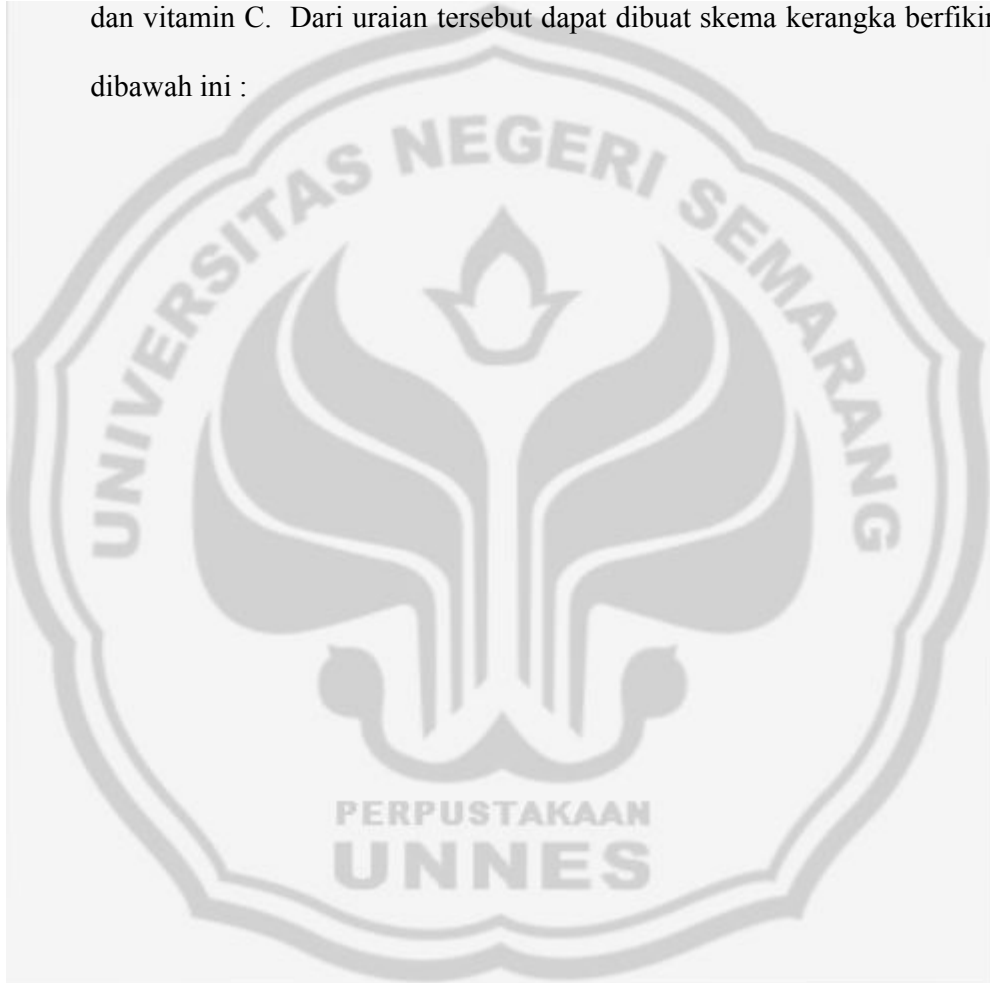 dan vitamin C. Dari uraian tersebut dapat dibuat skema kerangka berfikir
dibawah ini :
UNIVERSITAS NEGERI SEMARANG
PERPUSTAKAAN
UNNES